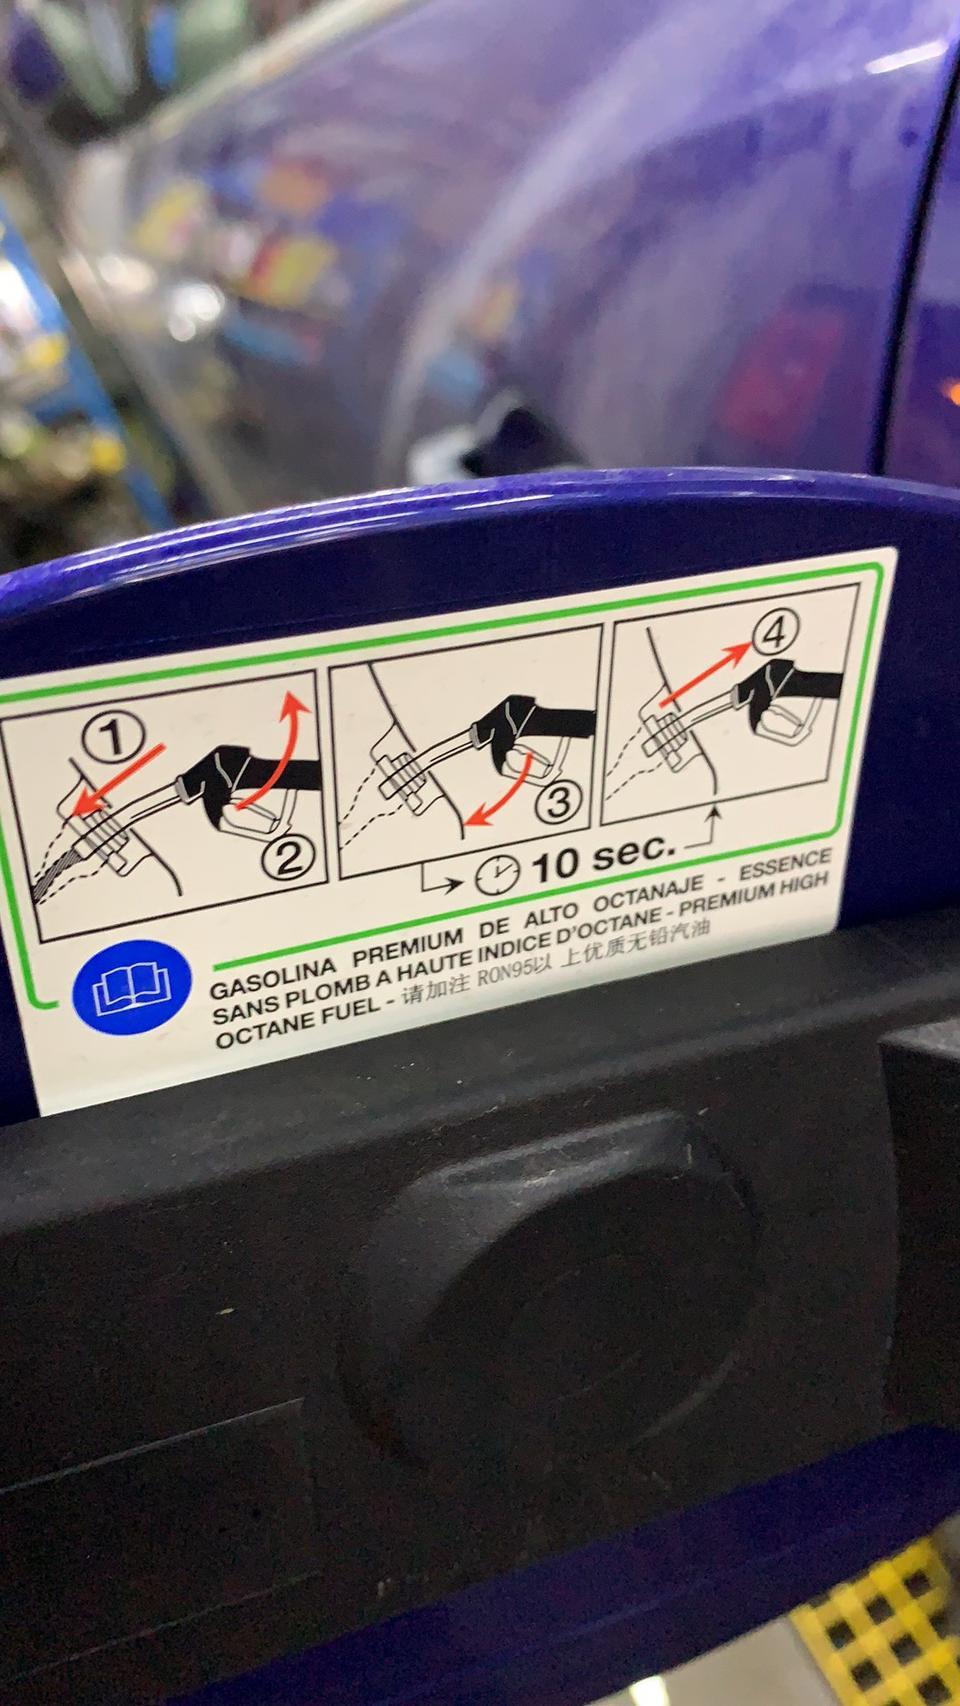 1
2
3
4
10 sec.
GASOLINA PREMIUM DE ALTO OCTANAJE - ESSENCE
SANS PLOMB A HAUTE INDICE D'OCTANE - PREMIUM HIGH
OCTANE FUEL - 请加注 RON95以 上优质无铅汽油